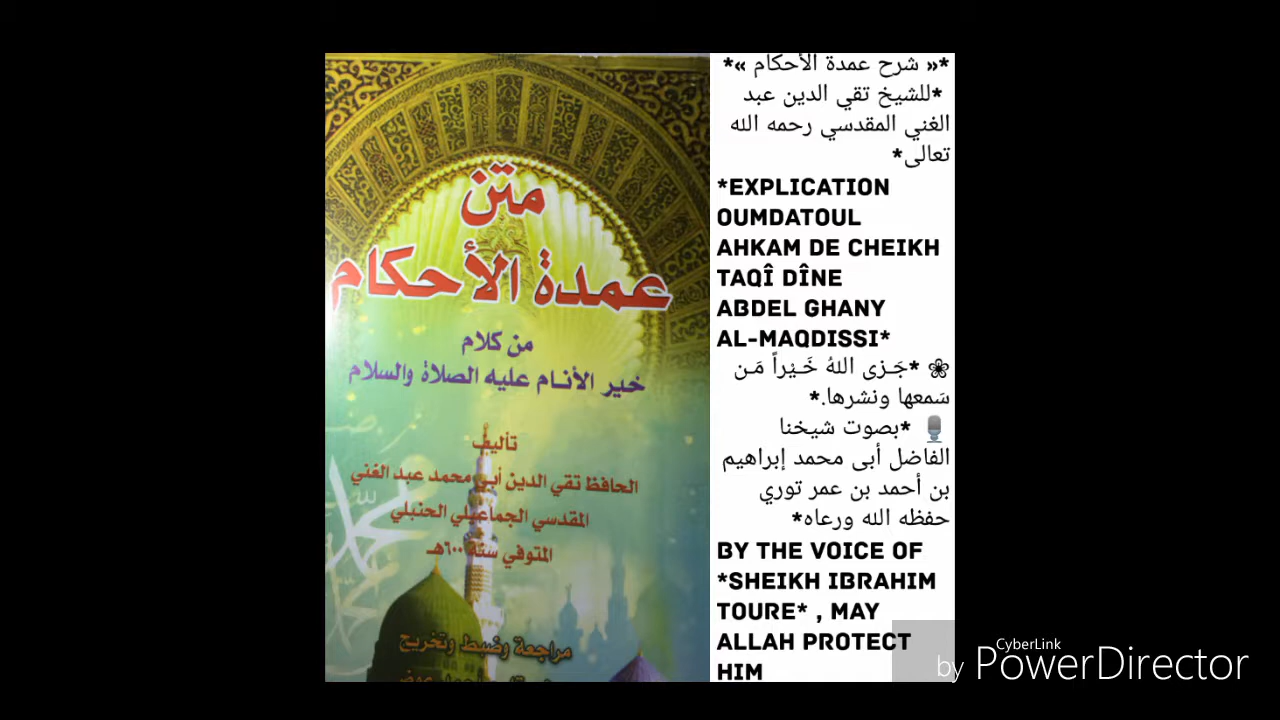 متن
عمدة الأحكام
من كلام
خير الأنام عليه الصلاة والسلام
تأليف
الحافظ تقي الدين أبي محمد عبد الغني
المقدسي الجماعيلي الحنبلي
المتوفي سنة ٦٠٠هـ
مراجعة وضبط وتخريج
*« شرح عمدة الأحكام »*
*للشيخ تقي الدين عبد
الغني المقدسي رحمه الله
تعالى*
*EXPLICATION
OUMDATOUL
AHKAM DE CHEIKH
TAQÎ DÎNE
ABDEL GHANY
AL-MAQDISSI*
❀ *جَـزى اللهُ خَـيْراً مَـن
سَمعها ونشرها.*
🎙 *بصوت شيخنا
الفاضل أبى محمد إبراهيم
بن أحمد بن عمر توري
حفظه الله ورعاه*
BY THE VOICE OF
*SHEIKH IBRAHIM
TOURE* , MAY
ALLAH PROTECT
HIM
CyberLink
by PowerDirector